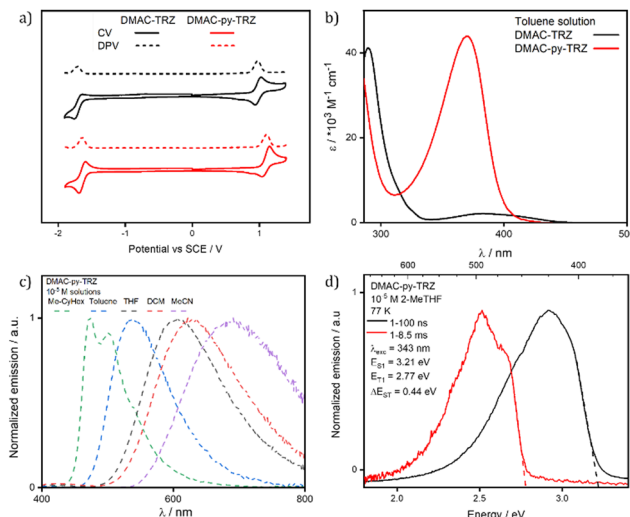 a)
DMAC-TRZ DMAC-py-TRZ
CV
DPV
-2 -1 0 1
Potential vs SCE / V
b)
Toluene solution
DMAC-TRZ
DMAC-py-TRZ
40
20
0
ε / *10³ M⁻¹ cm⁻¹
300 400 50
λ / nm
c)
DMAC-py-TRZ
10⁻⁵ M solutions
Me-CyHex Toluene THF DCM MeCN
1
0
Normalized emission / a.u.
400 600 800
λ / nm
600 500 400
d)
DMAC-py-TRZ
10⁻⁵ M 2-MeTHF
77 K
1-100 ns
1-8.5 ms
λexc = 343 nm
ES1 = 3.21 eV
ET1 = 2.77 eV
ΔEST = 0.44 eV
1
0
Normalized emission / a.u.
2.0 2.5 3.0
Energy / eV